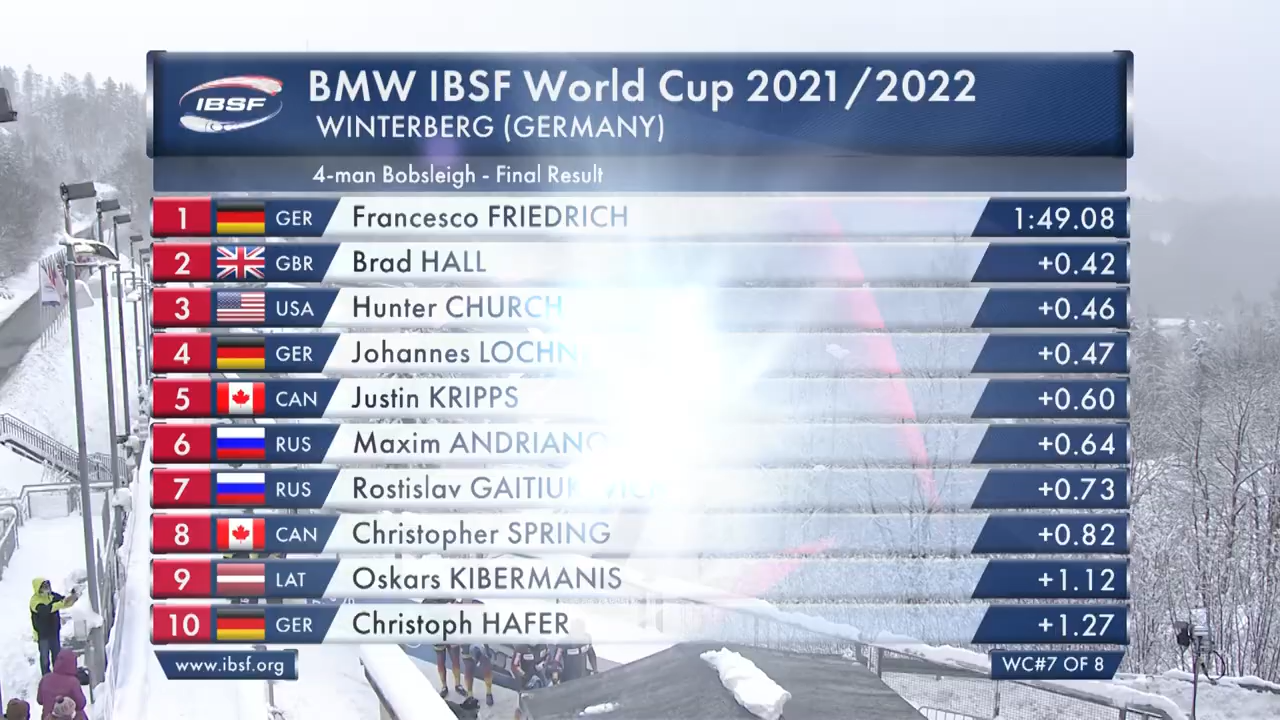 IBSF
BMW IBSF World Cup 2021/2022
WINTERBERG (GERMANY)
4-man Bobsleigh - Final Result
1 GER Francesco FRIEDRICH 1:49.08
2 GBR Brad HALL +0.42
3 USA Hunter CHURCH +0.46
4 GER Johannes +0.47
5 CAN Justin KRIPPS +0.60
6 RUS Maxim +0.64
7 RUS Rostislav +0.73
8 CAN Christopher SPRING +0.82
9 LAT Oskars KIBERMANIS +1.12
10 GER Christoph HAFER +1.27
www.ibsf.org WC#7 OF 8